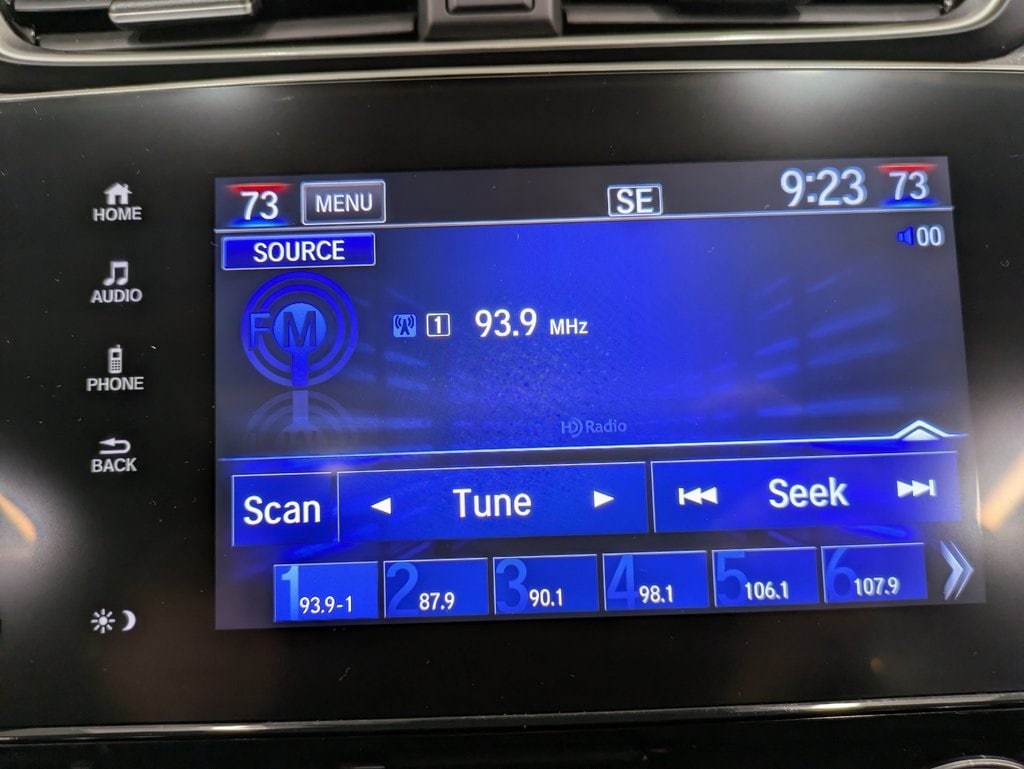 HOME
AUDIO
PHONE
BACK
73 MENU SE 9:23 73
SOURCE 00
FM
1 93.9 MHz
HD Radio
Scan Tune Seek
1 93.9-1 2 87.9 3 90.1 4 98.1 5 106.1 6 107.9